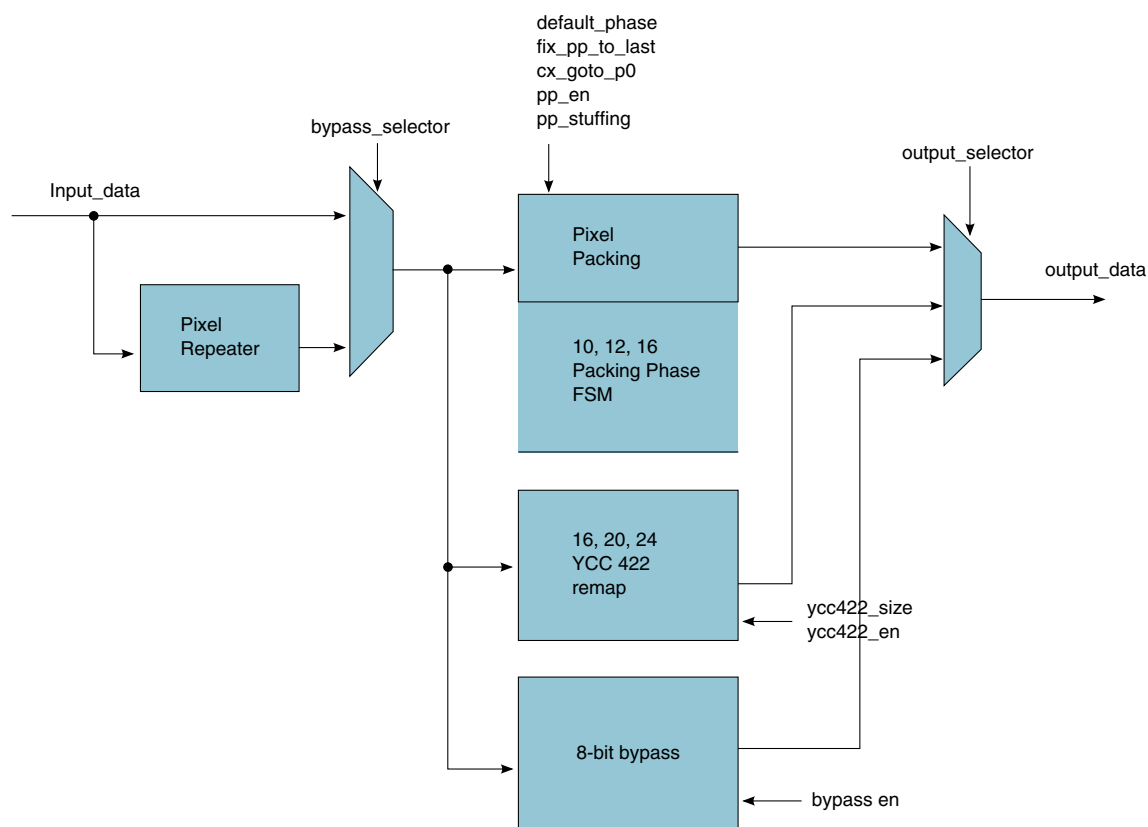 default_phase
fix_pp_to_last
cx_goto_p0
pp_en
pp_stuffing
bypass_selector
output_selector
Input_data
Pixel
Packing
output_data
Pixel
Repeater
10, 12, 16
Packing Phase
FSM
16, 20, 24
YCC 422
remap
ycc422_size
ycc422_en
8-bit bypass
bypass en